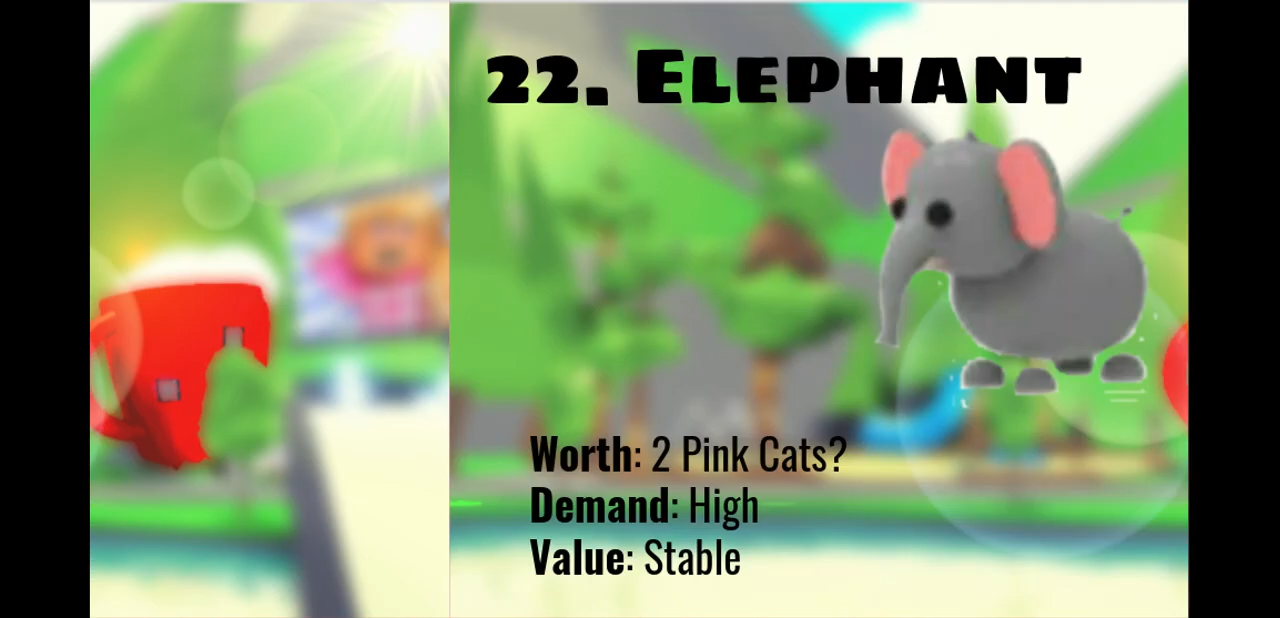 22. Elephant
Worth: 2 Pink Cats?
Demand: High
Value: Stable